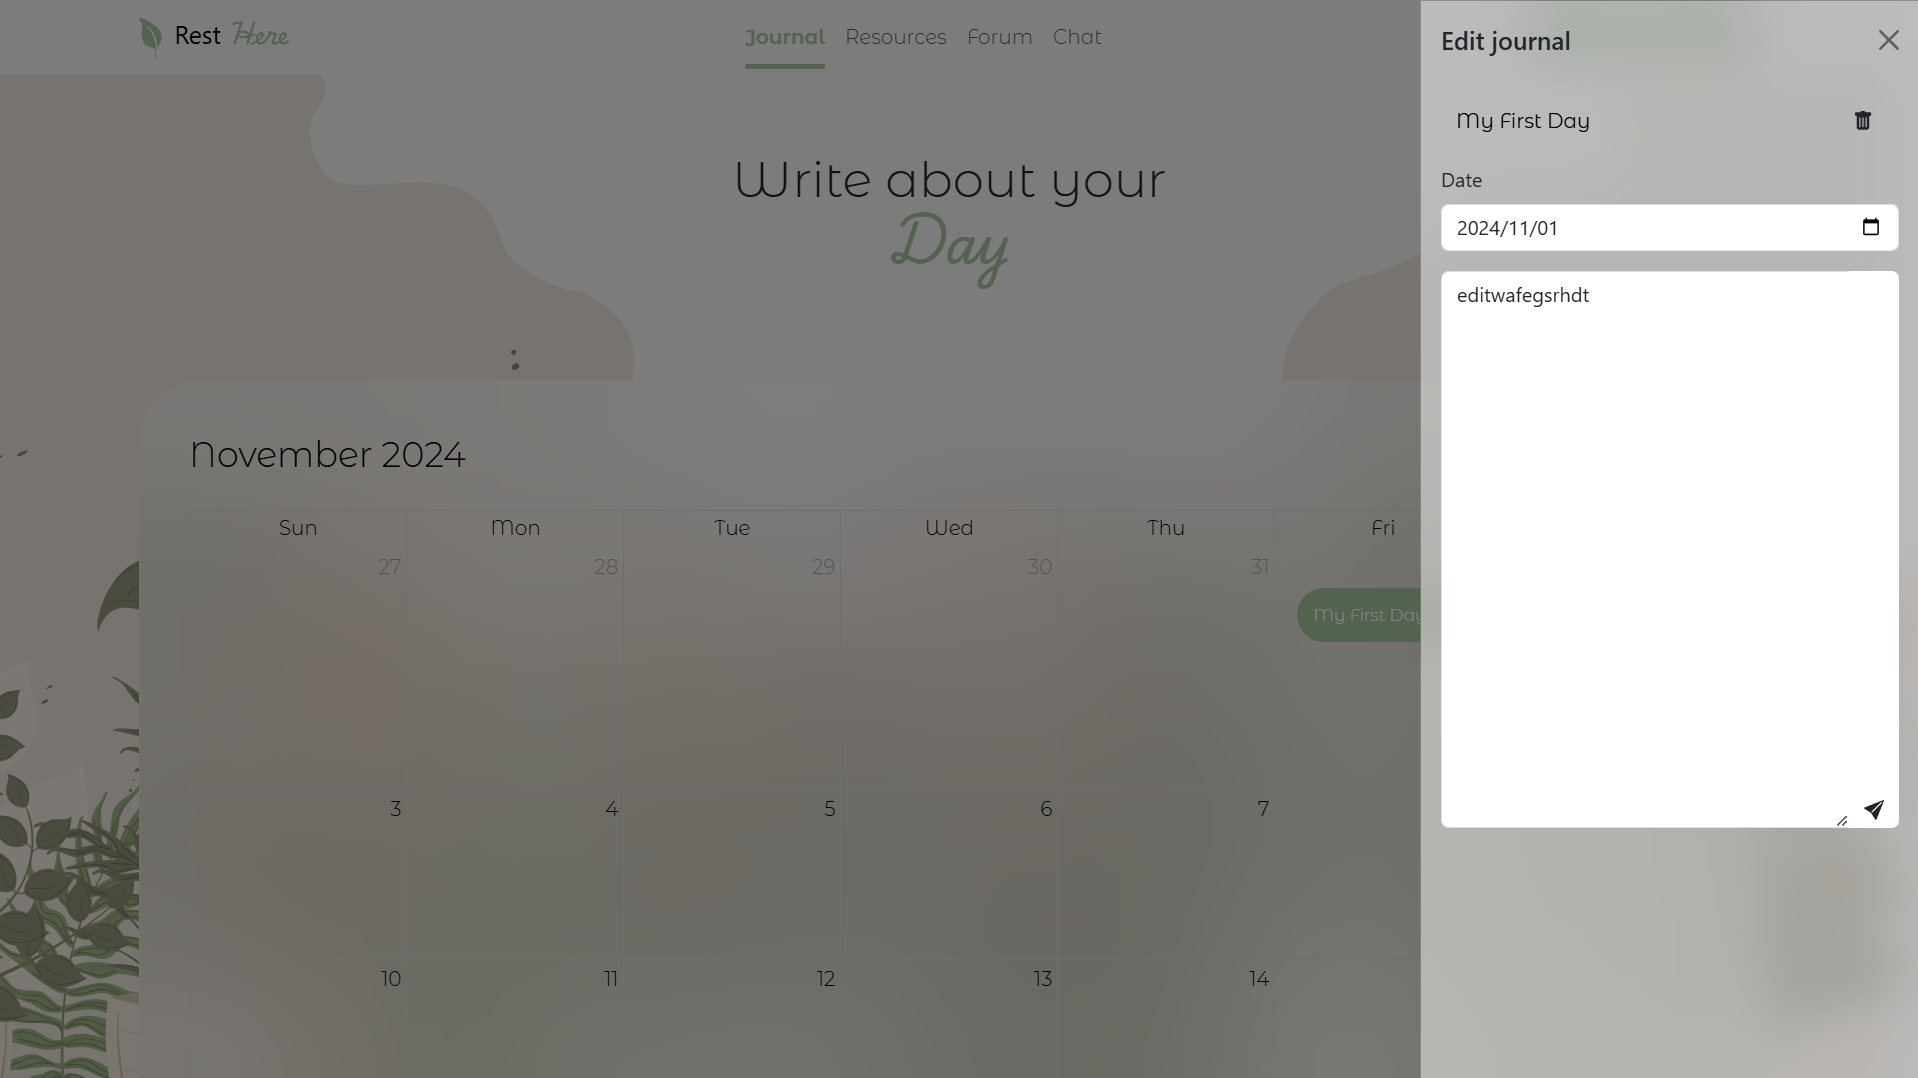 Rest Here
Journal Resources Forum Chat
Write about your
Day
November 2024
Sun Mon Tue Wed Thu Fri
27 28 29 30 31
My First Day
3 4 5 6 7
10 11 12 13 14
Edit journal
My First Day
Date
2024/11/01
editwafegsrhdt